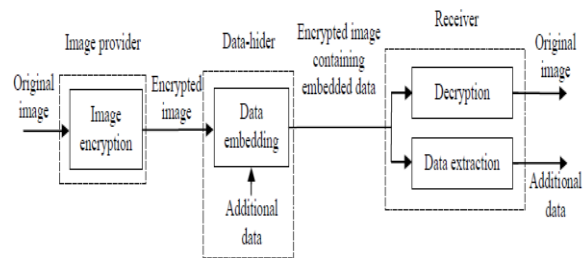 Image provider
Data-hider
Encrypted image
containing
embedded data
Receiver
Original
image
Original
image
Image
encryption
Encrypted
image
Data
embedding
Decryption
Data extraction
Additional
data
Additional
data